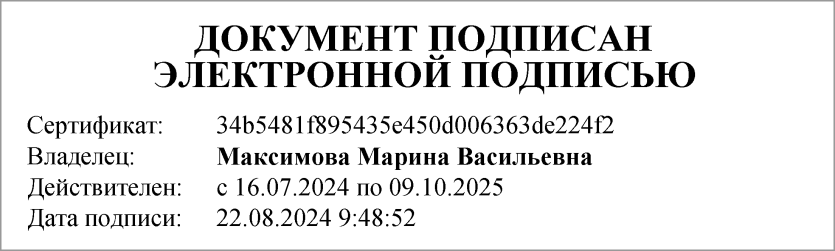 ДОКУМЕНТ ПОДПИСАН
ЭЛЕКТРОННОЙ ПОДПИСЬЮ
Сертификат: 34b5481f895435e450d006363de224f2
Владелец: Максимова Марина Васильевна
Действителен: с 16.07.2024 по 09.10.2025
Дата подписи: 22.08.2024 9:48:52